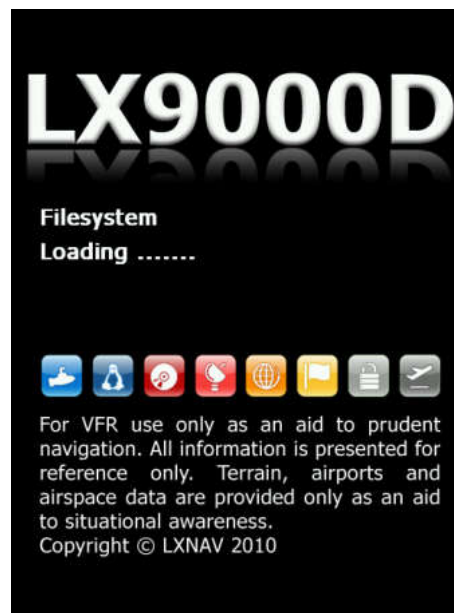 LX9000D
Filesystem
Loading .......
For VFR use only as an aid to prudent
navigation. All information is presented for
reference only. Terrain, airports and
airspace data are provided only as an aid
to situational awareness.
Copyright © LXNAV 2010